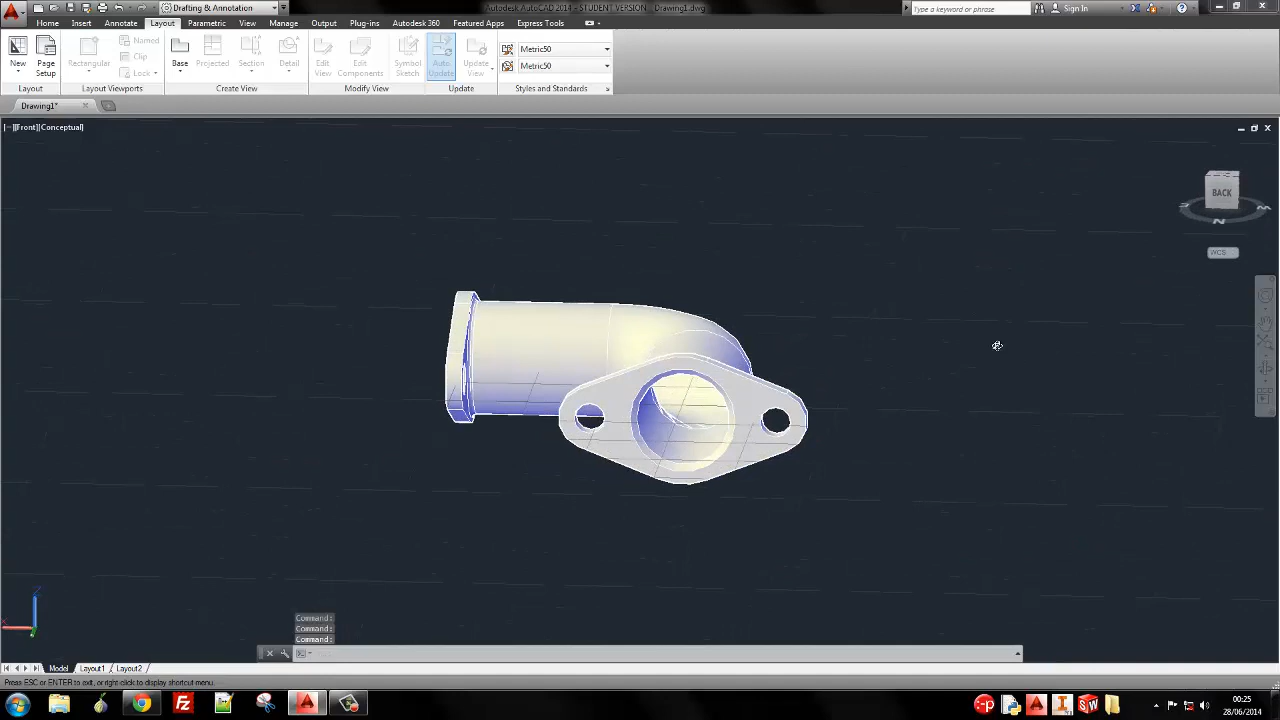 Drafting & Annotation
Autodesk AutoCAD 2014 - STUDENT VERSION Drawing1.dwg
Type a keyword or phrase
Sign In
Home Insert Annotate Layout Parametric View Manage Output Plug-ins Autodesk 360 Featured Apps Express Tools
New
Page Setup
Rectangular
Named
Clip
Lock
Base
Projected
Section
Detail
Edit View
Edit Components
Symbol Sketch
Auto Update
Update View
Metric50
Metric50
Layout
Layout Viewports
Create View
Modify View
Update
Styles and Standards
Drawing1*
[–][Front][Conceptual]
BACK
N
WCS
Command:
Command:
Command:
Model Layout1 Layout2
Press ESC or ENTER to exit, or right-click to display shortcut menu.
00:25
28/06/2014